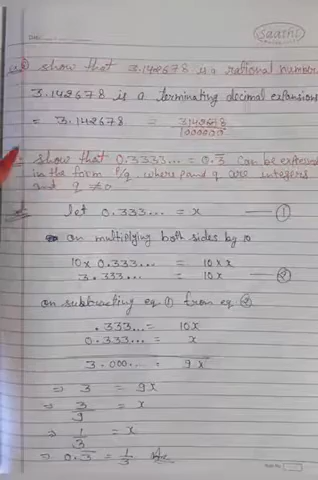 Saathi
show that 3.142678 is a rational number
3.142678 is a terminating decimal expansions
= 3.142678 = 3142678/1000000
show that 0.3333... = 0.3̅ can be expressed
in the form p/q where p and q are integers
and q ≠ 0
let 0.333... = x —— ①
on multiplying both sides by 10
10 x 0.333... = 10 x x
3.333... = 10x —— ②
on subtracting eq ① from eq ②
.333... = 10x
0.333... = x
3.000... = 9x
⇒ 3 = 9x
⇒ 3/9 = x
⇒ 1/3 = x
⇒ 0.3̅ = 1/3 Ans